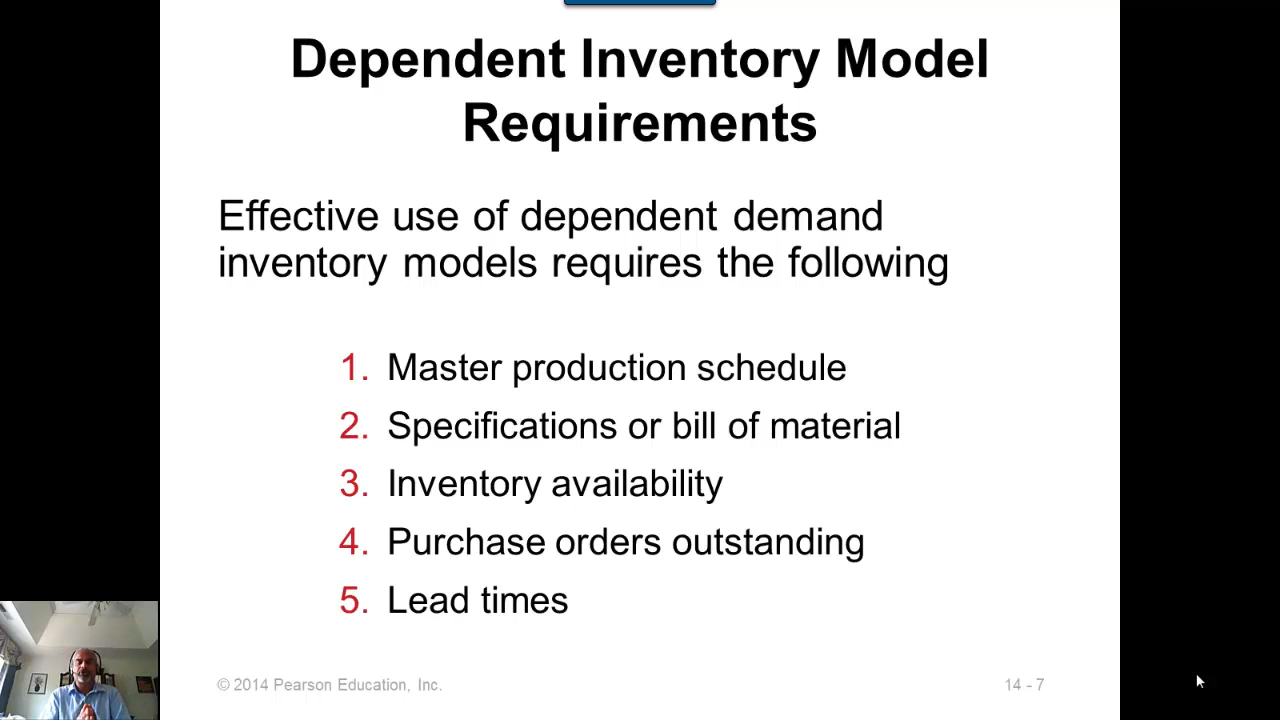 Dependent Inventory Model
Requirements
Effective use of dependent demand
inventory models requires the following
1. Master production schedule
2. Specifications or bill of material
3. Inventory availability
4. Purchase orders outstanding
5. Lead times
© 2014 Pearson Education, Inc.
14 - 7